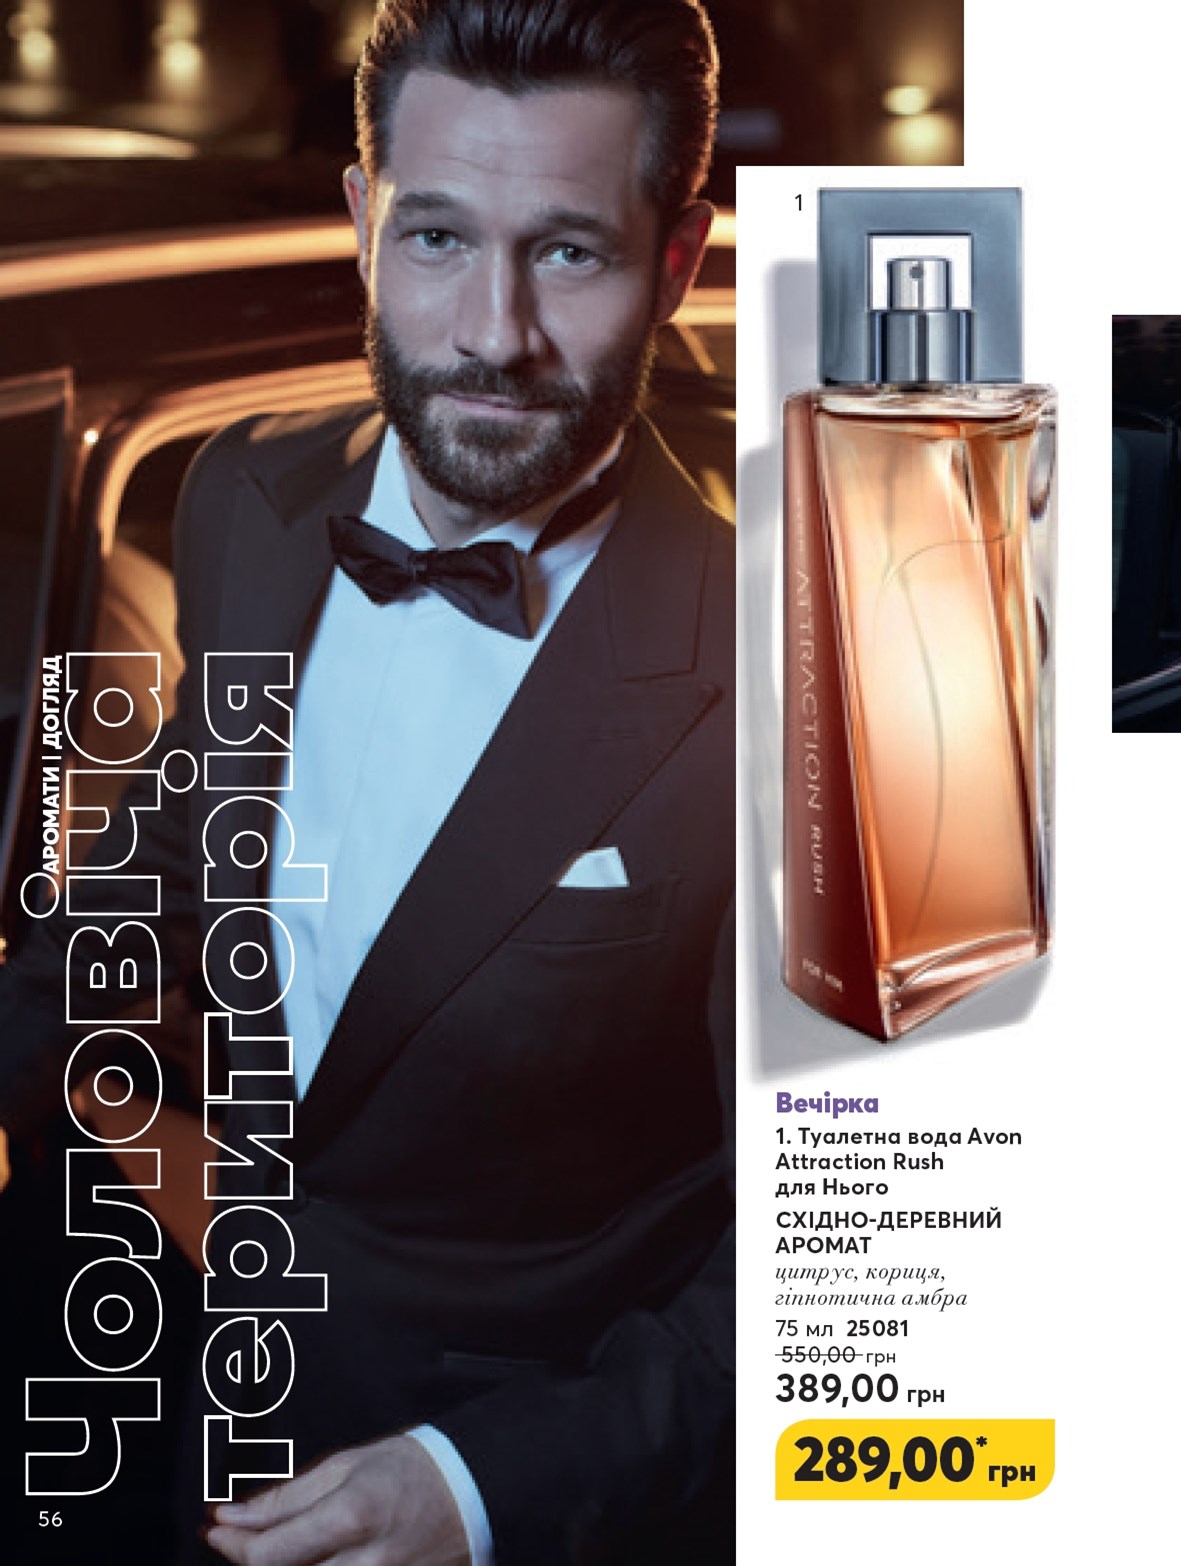 АРОМАТИ | ДОГЛЯД
Чоловіча
територія
1
ATTRACTION RUSH
FOR HIM
Вечірка
1. Туалетна вода Avon
Attraction Rush
для Нього
СХІДНО-ДЕРЕВНИЙ
АРОМАТ
цитрус, кориця,
гіпнотична амбра
75 мл 25081
550,00 грн
389,00 грн
289,00* грн
56